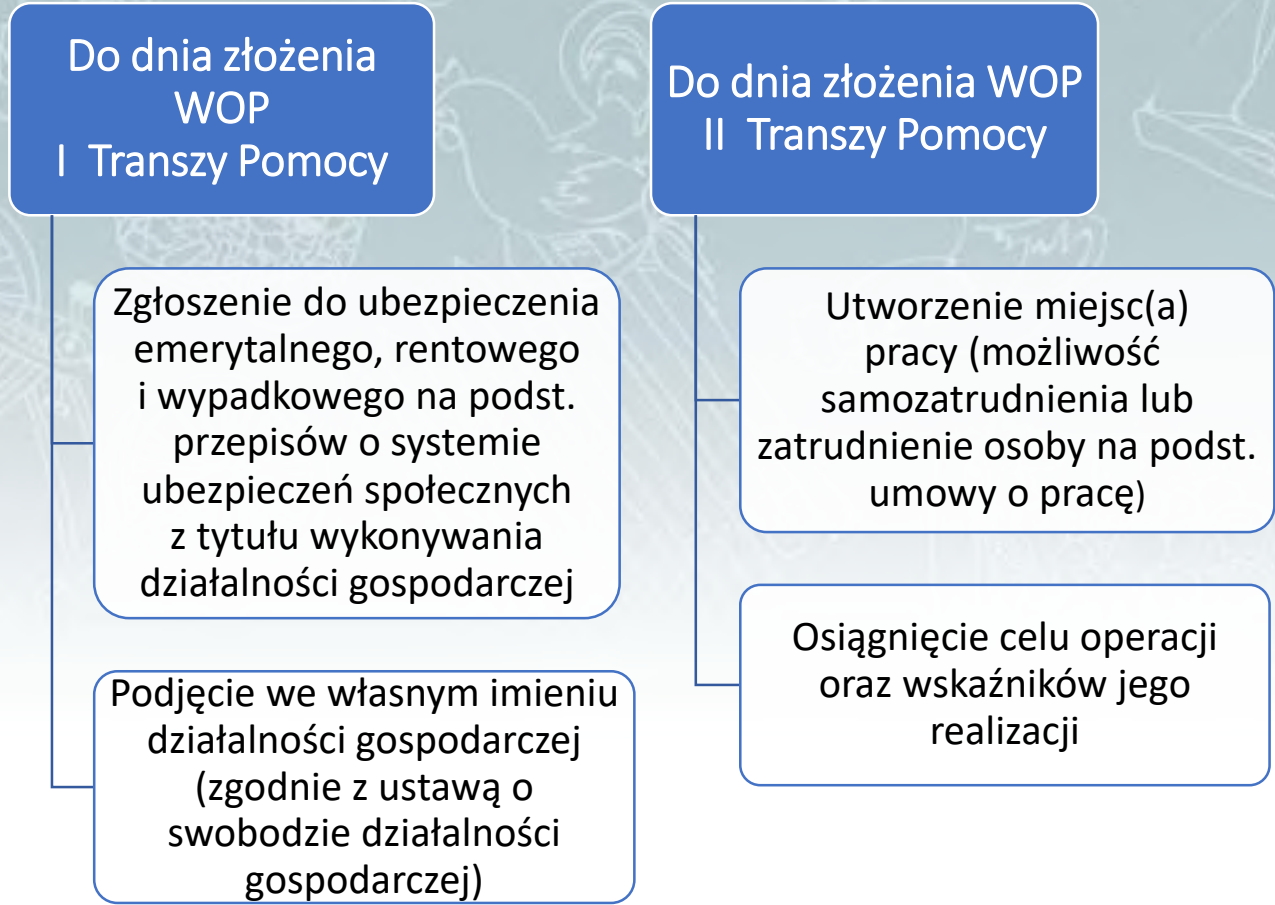 Do dnia złożenia
WOP
I Transzy Pomocy
Zgłoszenie do ubezpieczenia
emerytalnego, rentowego
i wypadkowego na podst.
przepisów o systemie
ubezpieczeń społecznych
z tytułu wykonywania
działalności gospodarczej
Podjęcie we własnym imieniu
działalności gospodarczej
(zgodnie z ustawą o
swobodzie działalności
gospodarczej)
Do dnia złożenia WOP
II Transzy Pomocy
Utworzenie miejsc(a)
pracy (możliwość
samozatrudnienia lub
zatrudnienie osoby na podst.
umowy o pracę)
Osiągnięcie celu operacji
oraz wskaźników jego
realizacji